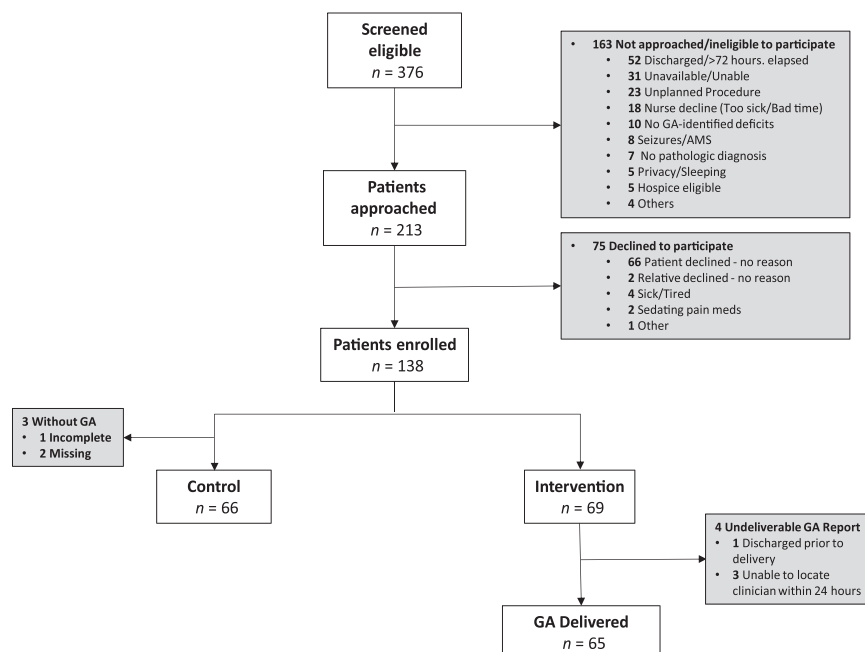 Screened
eligible
n = 376
• 163 Not approached/ineligible to participate
• 52 Discharged/>72 hours. elapsed
• 31 Unavailable/Unable
• 23 Unplanned Procedure
• 18 Nurse decline (Too sick/Bad time)
• 10 No GA-identified deficits
• 8 Seizures/AMS
• 7 No pathologic diagnosis
• 5 Privacy/Sleeping
• 5 Hospice eligible
• 4 Others
Patients
approached
n = 213
• 75 Declined to participate
• 66 Patient declined - no reason
• 2 Relative declined - no reason
• 4 Sick/Tired
• 2 Sedating pain meds
• 1 Other
Patients enrolled
n = 138
3 Without GA
• 1 Incomplete
• 2 Missing
Control
n = 66
Intervention
n = 69
4 Undeliverable GA Report
• 1 Discharged prior to
delivery
• 3 Unable to locate
clinician within 24 hours
GA Delivered
n = 65